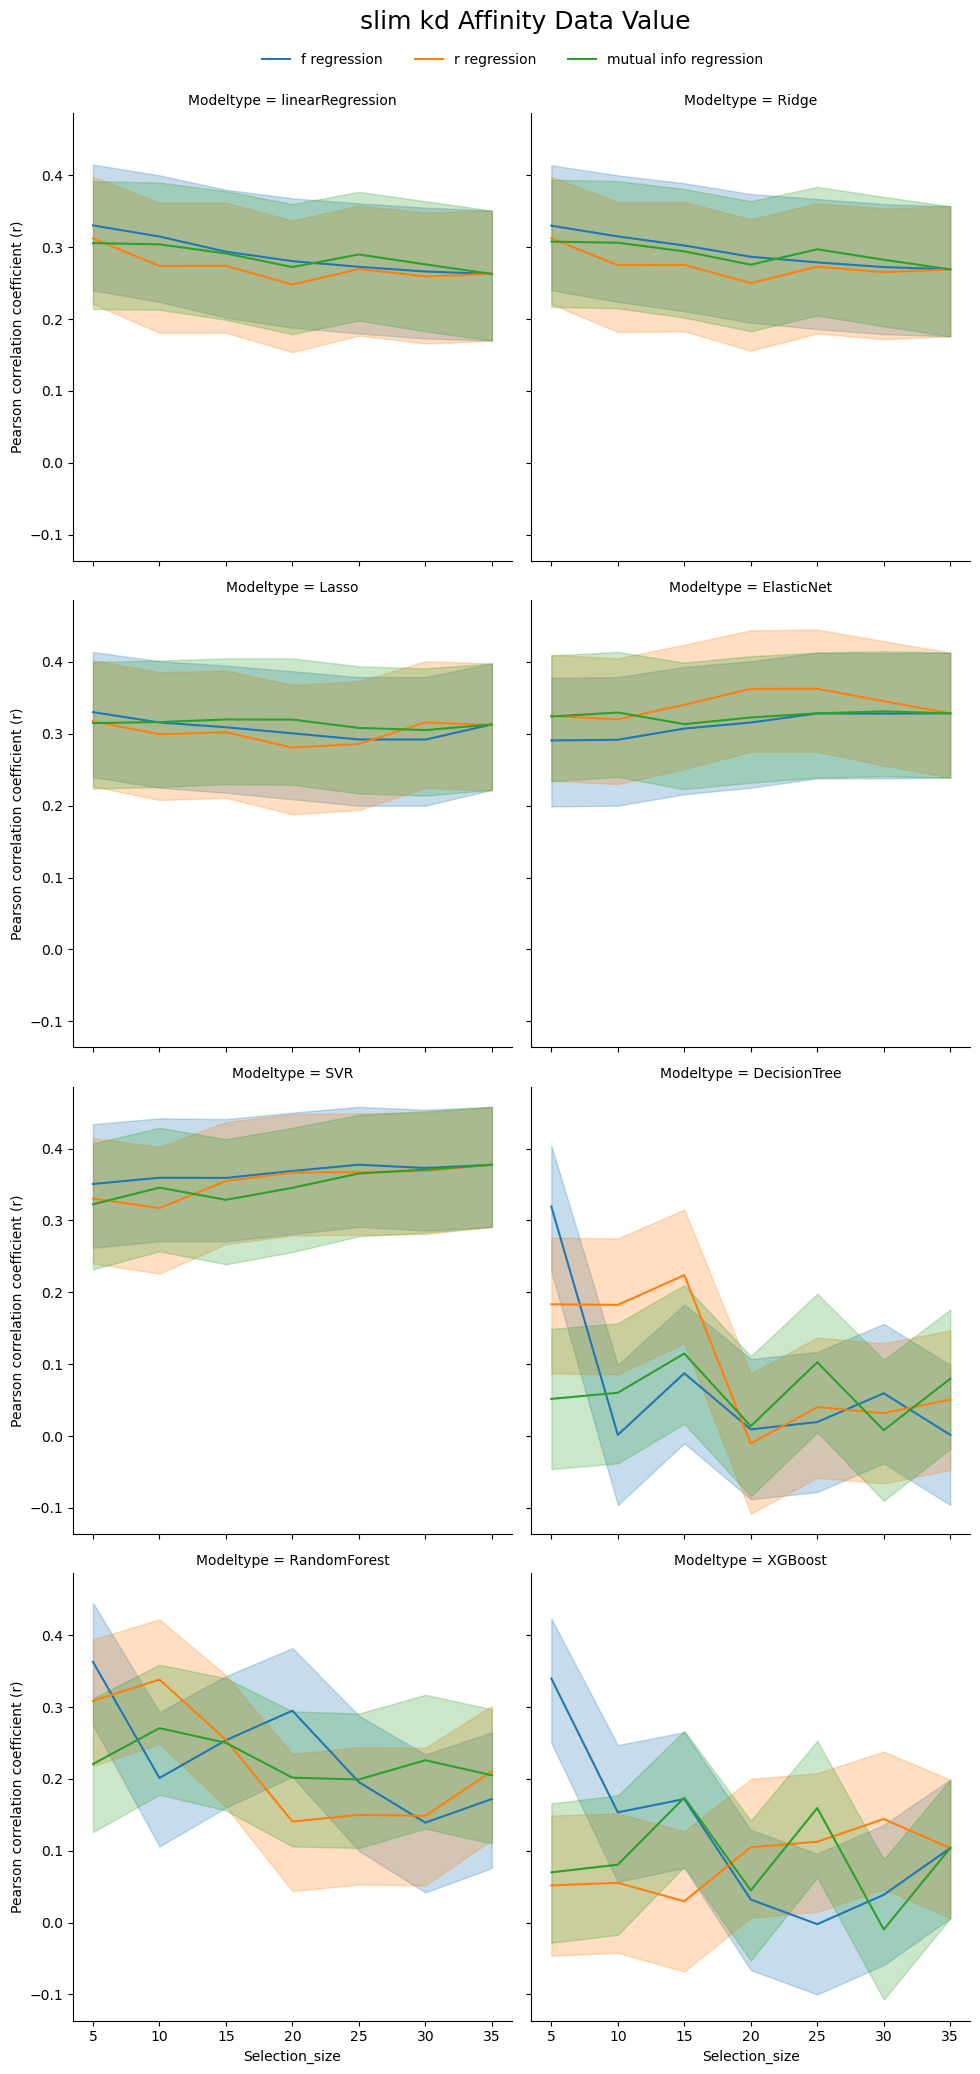 slim kd Affinity Data Value
f regression r regression mutual info regression
Modeltype = linearRegression
Modeltype = Ridge
Pearson correlation coefficient (r)
0.4
0.3
0.2
0.1
0.0
−0.1
Modeltype = Lasso
Modeltype = ElasticNet
Pearson correlation coefficient (r)
0.4
0.3
0.2
0.1
0.0
−0.1
Modeltype = SVR
Modeltype = DecisionTree
Pearson correlation coefficient (r)
0.4
0.3
0.2
0.1
0.0
−0.1
Modeltype = RandomForest
Modeltype = XGBoost
Pearson correlation coefficient (r)
0.4
0.3
0.2
0.1
0.0
−0.1
5 10 15 20 25 30 35
Selection_size
5 10 15 20 25 30 35
Selection_size